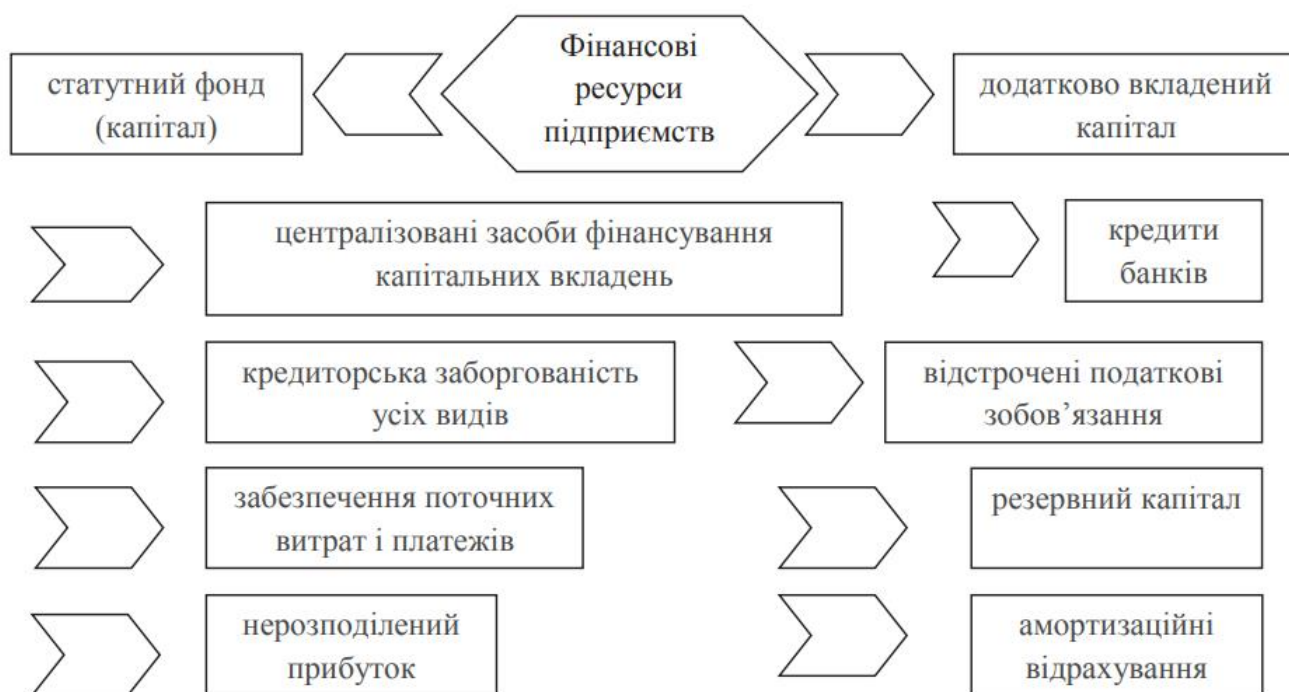 Фінансові
ресурси
підприємств
статутний фонд
(капітал)
додатково вкладений
капітал
централізовані засоби фінансування
капітальних вкладень
кредити
банків
кредиторська заборгованість
усіх видів
відстрочені податкові
зобов’язання
забезпечення поточних
витрат і платежів
резервний капітал
нерозподілений
прибуток
амортизаційні
відрахування